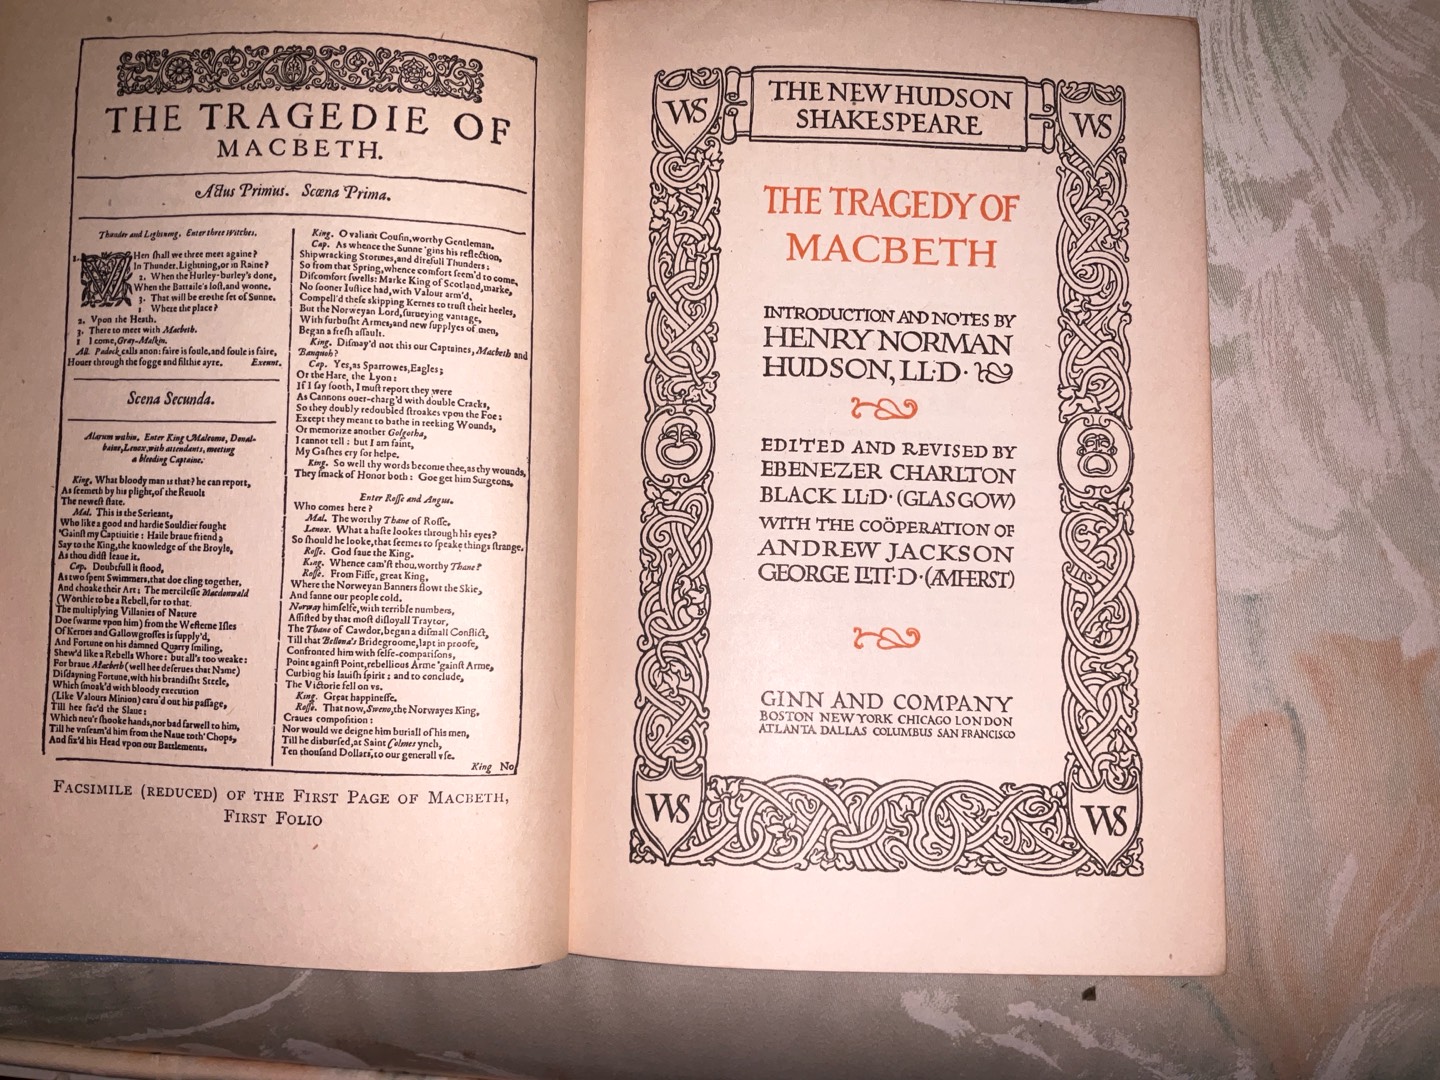 THE TRAGEDIE OF
MACBETH.
Actus Primus. Scœna Prima.
Thunder and Lightning. Enter three Witches.
1. WHen shall we three meet againe?
In Thunder, Lightning, or in Raine?
2. When the Hurley-burley's done,
When the Battaile's lost, and wonne.
3. That will be ere the set of Sunne.
1 Where the place?
2. Vpon the Heath.
3. There to meet with Macbeth.
1 I come, Gray-Malkin.
All. Padock calls anon: faire is foule, and foule is faire,
Houer through the fogge and filthie ayre. Exeunt.
Scena Secunda.
Alarum within. Enter King Malcome, Donal-
baine, Lenox, with attendants, meeting
a bleeding Captaine.
King. What bloody man is that? he can report,
As seemeth by his plight, of the Reuolt
The newest state.
Mal. This is the Serieant,
Who like a good and hardie Souldier fought
'Gainst my Captiuitie: Haile braue friend;
Say to the King, the knowledge of the Broyle,
As thou didst leaue it.
Cap. Doubtfull it stood,
As two spent Swimmers, that doe cling together,
And choake their Art: The mercilesse Macdonwald
(Worthie to be a Rebell, for to that
The multiplying Villanies of Nature
Doe swarme vpon him) from the Westerne Isles
Of Kernes and Gallowgrosses is supply'd,
And Fortune on his damned Quarry smiling,
Shew'd like a Rebells Whore: but all's too weake:
For braue Macbeth (well hee deserues that Name)
Disdayning Fortune, with his brandisht Steele,
Which smoak'd with bloody execution
(Like Valours Minion) caru'd out his passage,
Till hee fac'd the Slaue:
Which neu'r shooke hands, nor bad farwell to him,
Till he vnseam'd him from the Naue toth' Chops,
And fix'd his Head vpon our Battlements.
King. O valiant Cousin, worthy Gentleman.
Cap. As whence the Sunne 'gins his reflection,
Shipwracking Stormes, and direfull Thunders:
So from that Spring, whence comfort seem'd to come,
Discomfort swells: Marke King of Scotland, marke,
No sooner Iustice had, with Valour arm'd,
Compell'd these skipping Kernes to trust their heeles,
But the Norweyan Lord, surueying vantage,
With furbusht Armes, and new supplyes of men,
Began a fresh assault.
King. Dismay'd not this our Captaines, Macbeth and
Banquoh?
Cap. Yes, as Sparrowes, Eagles;
Or the Hare, the Lyon:
If I say sooth, I must report they were
As Cannons ouer-charg'd with double Cracks,
So they doubly redoubled stroakes vpon the Foe:
Except they meant to bathe in reeking Wounds,
Or memorize another Golgotha,
I cannot tell: but I am faint,
My Gashes cry for helpe.
King. So well thy words become thee, as thy wounds,
They smack of Honor both: Goe get him Surgeons.
Enter Rosse and Angus.
Who comes here?
Mal. The worthy Thane of Rosse.
Lenox. What a haste lookes through his eyes?
So should he looke, that seemes to speake things strange.
Rosse. God saue the King.
King. Whence cam'st thou, worthy Thane?
Rosse. From Fiffe, great King,
Where the Norweyan Banners flowt the Skie,
And fanne our people cold.
Norway himselfe, with terrible numbers,
Assisted by that most disloyall Traytor,
The Thane of Cawdor, began a dismall Conflict,
Till that Bellona's Bridegroome, lapt in proofe,
Confronted him with selfe-comparisons,
Point against Point, rebellious Arme 'gainst Arme,
Curbing his lauish spirit: and to conclude,
The Victorie fell on vs.
King. Great happinesse.
Rosse. That now, Sweno, the Norwayes King,
Craues composition:
Nor would we deigne him buriall of his men,
Till he disbursed, at Saint Colmes ynch,
Ten thousand Dollars, to our generall vse.
King No
FACSIMILE (REDUCED) OF THE FIRST PAGE OF MACBETH,
FIRST FOLIO
WS
THE NEW HUDSON
SHAKESPEARE
WS
THE TRAGEDY OF
MACBETH
INTRODUCTION AND NOTES BY
HENRY NORMAN
HUDSON, LL·D·
EDITED AND REVISED BY
EBENEZER CHARLTON
BLACK LL·D· (GLASGOW)
WITH THE COÖPERATION OF
ANDREW JACKSON
GEORGE LITT·D·(AMHERST)
GINN AND COMPANY
BOSTON NEW YORK CHICAGO LONDON
ATLANTA DALLAS COLUMBUS SAN FRANCISCO
WS
WS